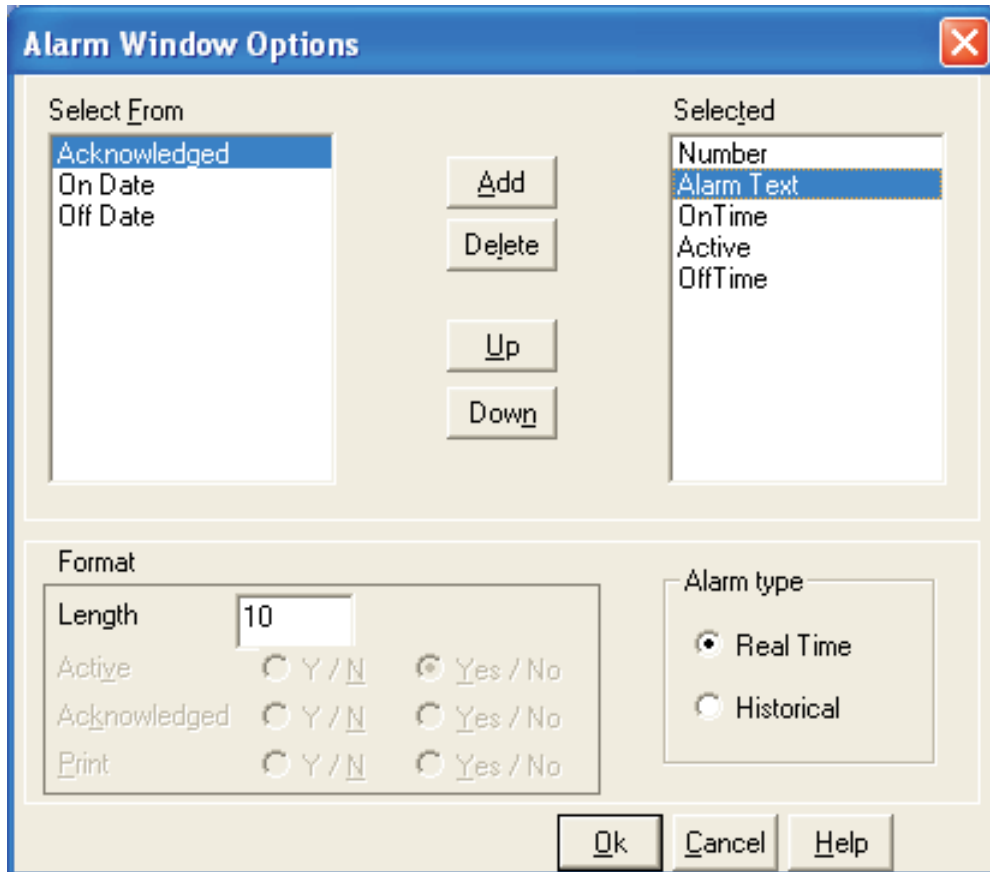 Alarm Window Options
Select From
Acknowledged
On Date
Off Date
Add
Delete
Up
Down
Selected
Number
Alarm Text
OnTime
Active
OffTime
Format
Length 10
Active Y / N Yes / No
Acknowledged Y / N Yes / No
Print Y / N Yes / No
Alarm type
Real Time
Historical
Ok Cancel Help